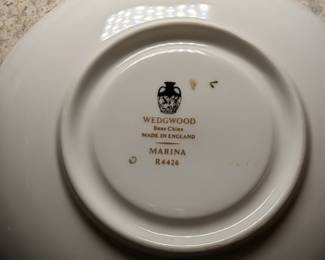 WEDGWOOD
Bone China
MADE IN ENGLAND
MARINA
R4426